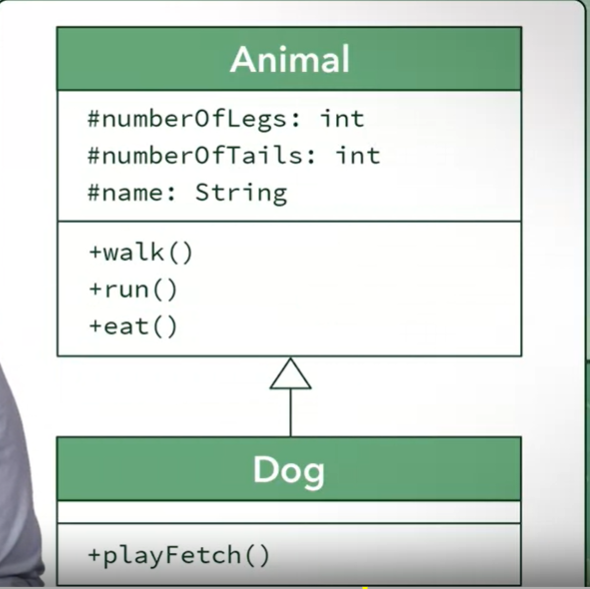 Animal
#numberOfLegs: int
#numberOfTails: int
#name: String
+walk()
+run()
+eat()
Dog
+playFetch()